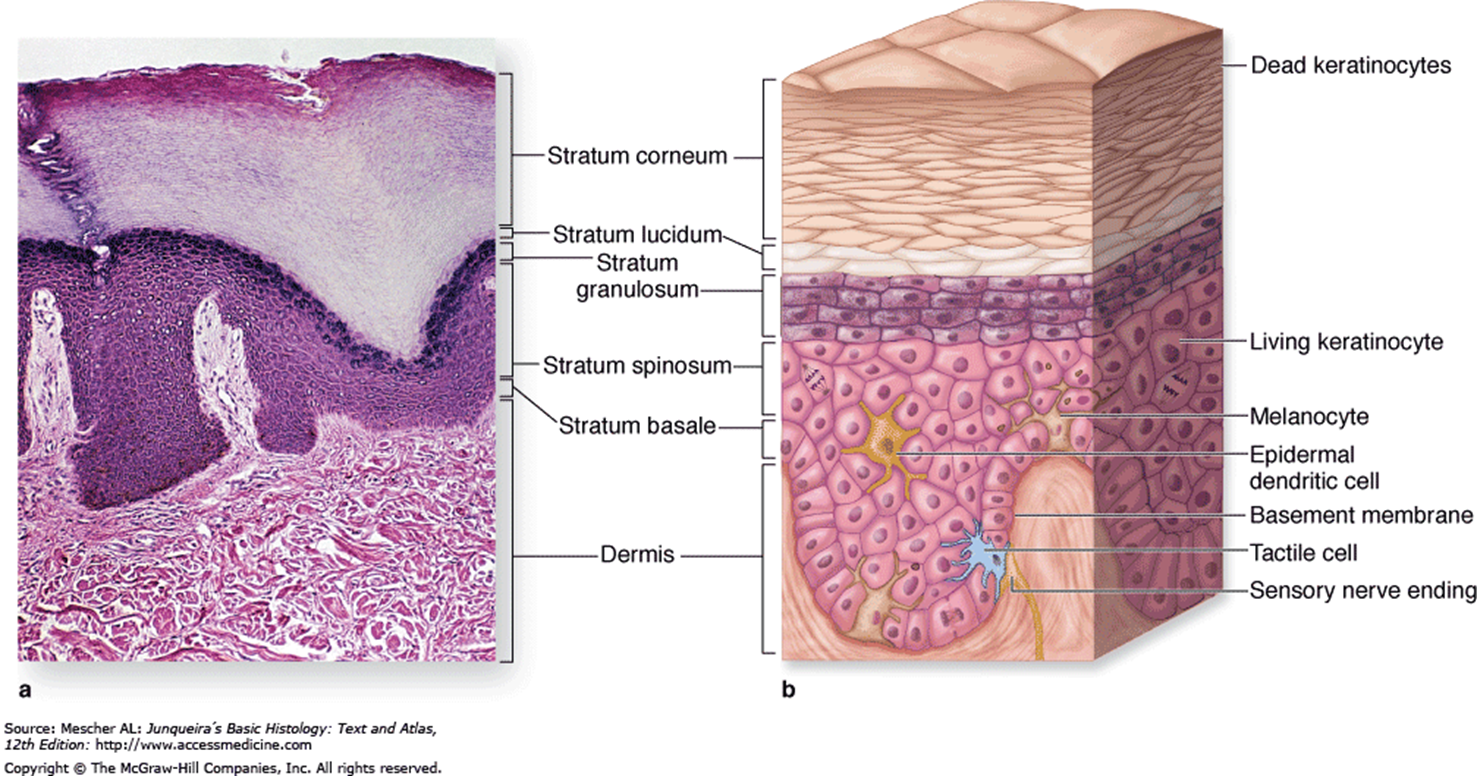 Dead keratinocytes
Stratum corneum
Stratum lucidum
Stratum
granulosum
Living keratinocyte
Stratum spinosum
Melanocyte
Stratum basale
Epidermal
dendritic cell
Basement membrane
Tactile cell
Dermis
Sensory nerve ending
a
b
Source: Mescher AL: Junqueira´s Basic Histology: Text and Atlas,
12th Edition: http://www.accessmedicine.com
Copyright © The McGraw-Hill Companies, Inc. All rights reserved.